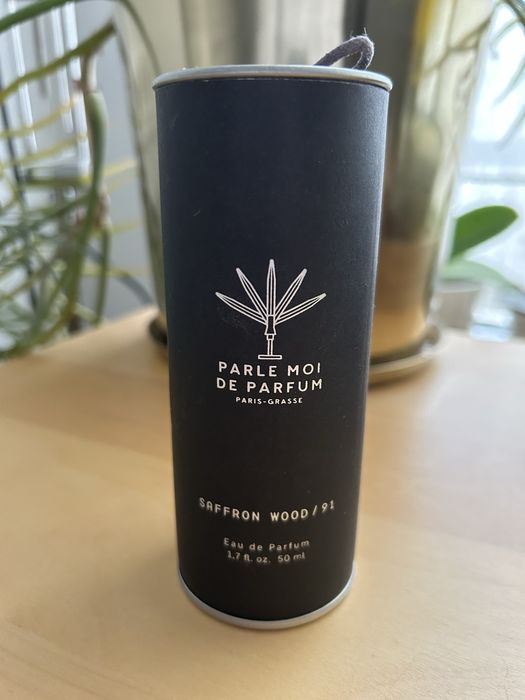 PARLE MOI
DE PARFUM
PARIS-GRASSE
SAFFRON WOOD / 91
Eau de Parfum
1.7 fl. oz. 50 ml